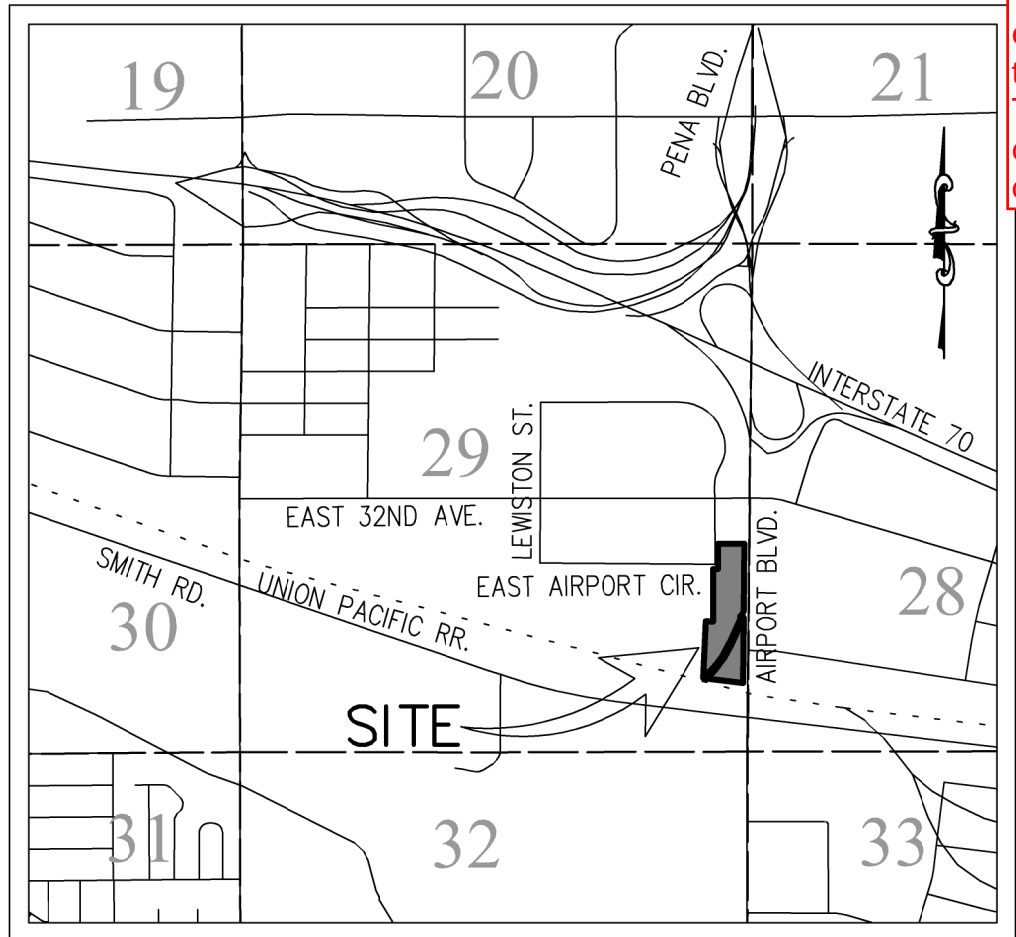 19
20
21
PENA BLVD.
INTERSTATE 70
29
LEWISTON ST.
EAST 32ND AVE.
SMITH RD.
UNION PACIFIC RR.
EAST AIRPORT CIR.
AIRPORT BLVD.
28
30
SITE
31
32
33